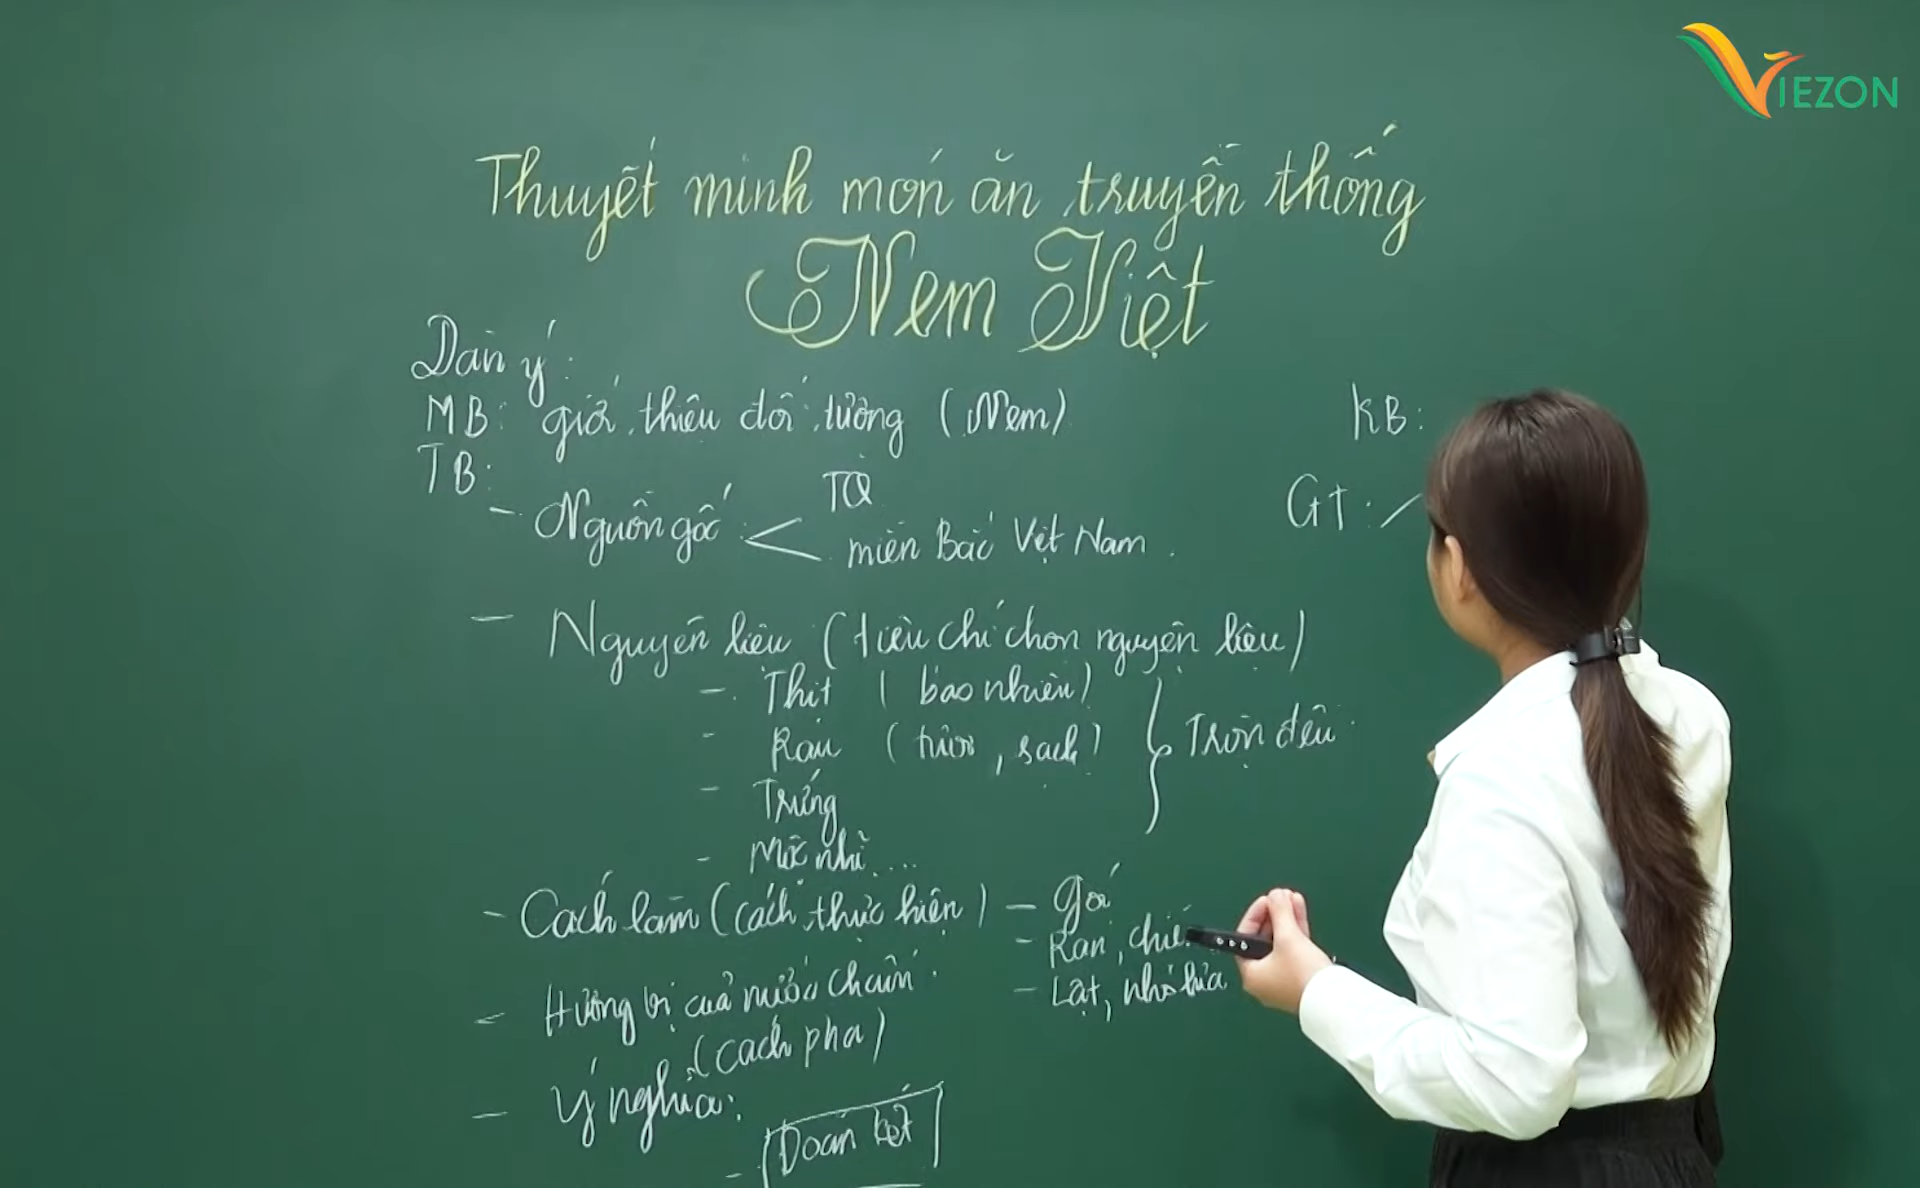 VIEZON
Thuyết minh món ăn truyền thống
Nem Việt
Dàn ý:
MB: giới thiệu đối tượng (Nem)
TB:
- Nguồn gốc: < TQ
miền Bắc Việt Nam.
- Nguyên liệu (tiêu chí chọn nguyên liệu)
- Thịt (bao nhiêu)
- Rau (tươi, sạch)
- Trứng
- Mộc nhĩ...
} Trộn đều
- Cách làm (cách thực hiện)
- gói
- Rán, chiê
- Lật, nhỏ lửa
- Hương vị của nước chấm.
(cách pha)
- Ý nghĩa:
- Đoàn kết
KB:
GT: